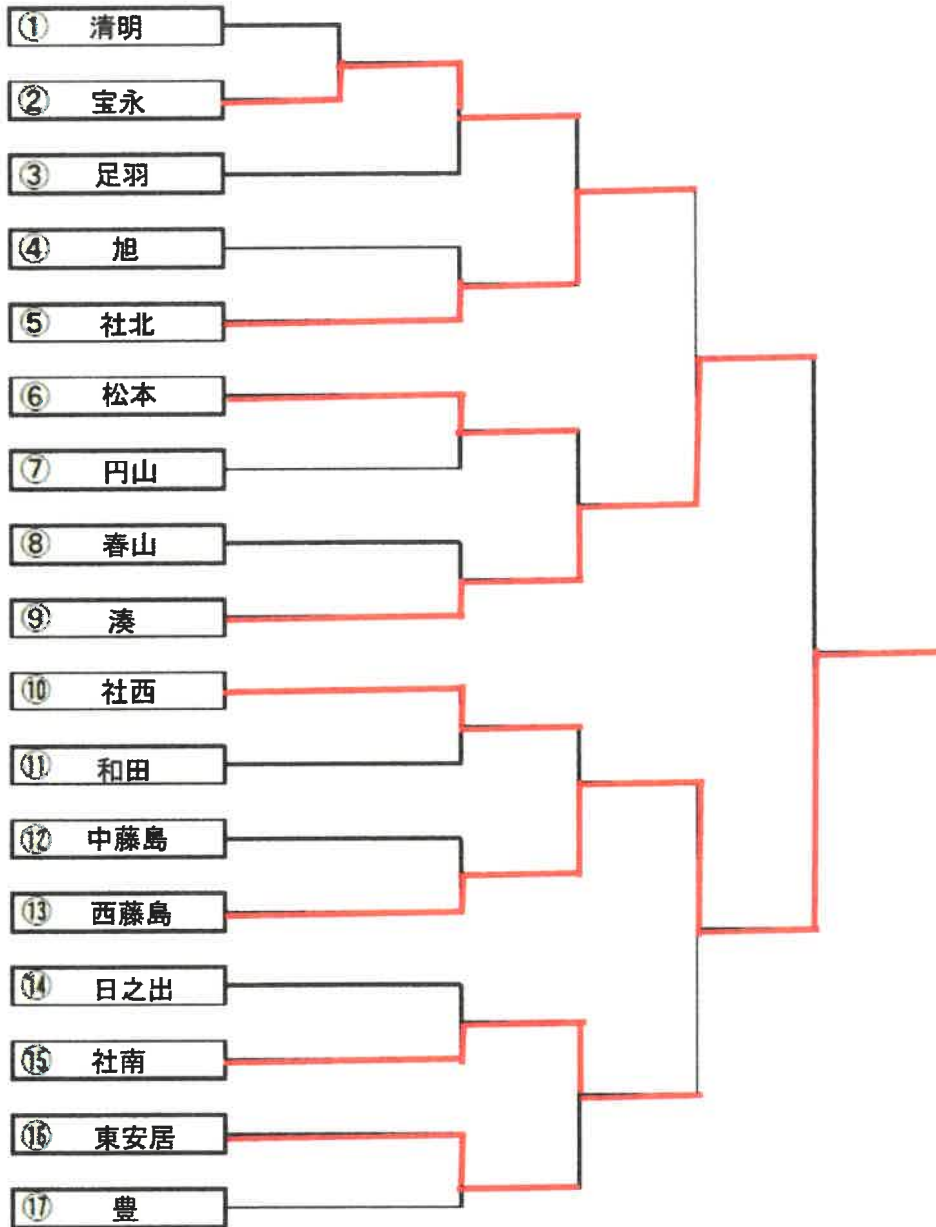 ① 清明
② 宝永
③ 足羽
④ 旭
⑤ 社北
⑥ 松本
⑦ 円山
⑧ 春山
⑨ 湊
⑩ 社西
⑪ 和田
⑫ 中藤島
⑬ 西藤島
⑭ 日之出
⑮ 社南
⑯ 東安居
⑰ 豊